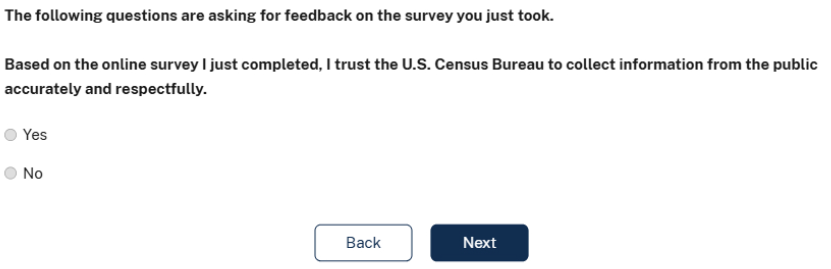 The following questions are asking for feedback on the survey you just took.
Based on the online survey I just completed, I trust the U.S. Census Bureau to collect information from the public
accurately and respectfully.
Yes
No
Back
Next